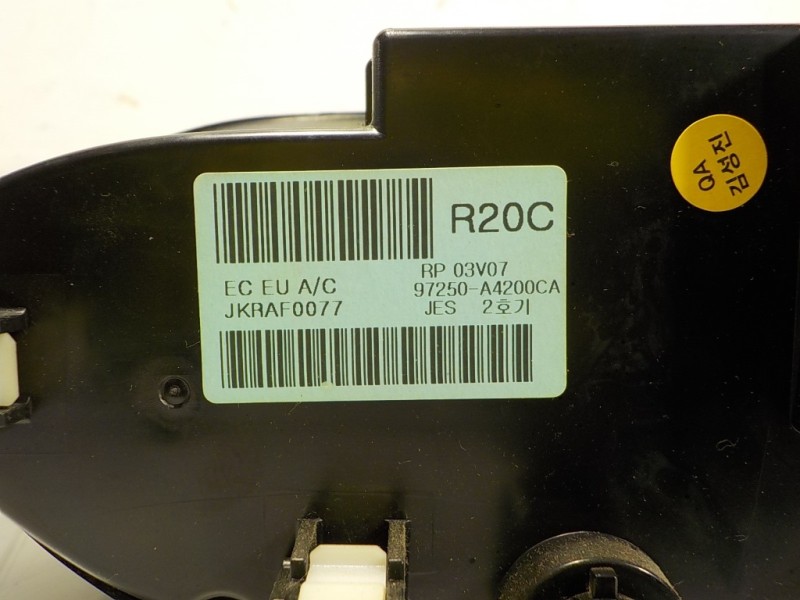 R20C
RP 03V07
EC EU A/C
97250-A4200CA
JKRAF0077
JES 2호기
QA
김성진